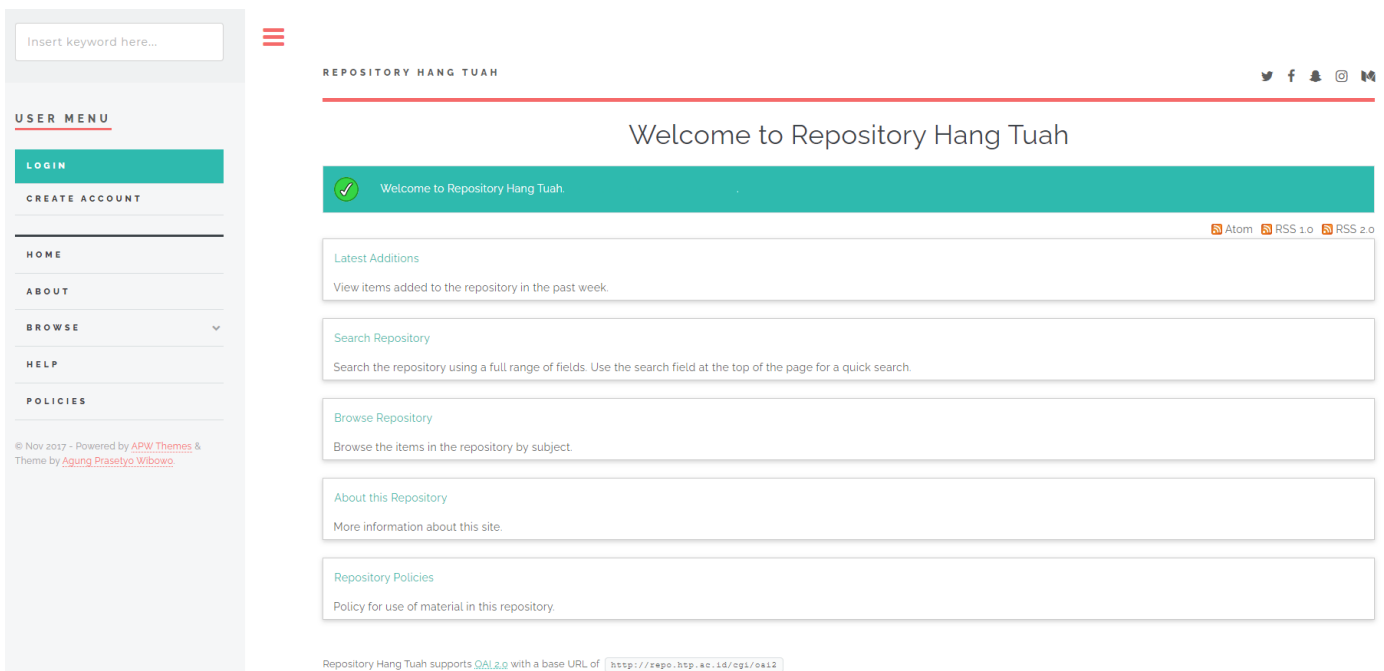 Insert keyword here...
USER MENU
LOGIN
CREATE ACCOUNT
HOME
ABOUT
BROWSE
HELP
POLICIES
© Nov 2017 - Powered by APW Themes &
Theme by Agung Prasetyo Wibowo.
REPOSITORY HANG TUAH
Welcome to Repository Hang Tuah
Welcome to Repository Hang Tuah.
Atom RSS 1.0 RSS 2.0
Latest Additions
View items added to the repository in the past week.
Search Repository
Search the repository using a full range of fields. Use the search field at the top of the page for a quick search.
Browse Repository
Browse the items in the repository by subject.
About this Repository
More information about this site.
Repository Policies
Policy for use of material in this repository.
Repository Hang Tuah supports OAI 2.0 with a base URL of http://repo.htp.ac.id/cgi/oai2